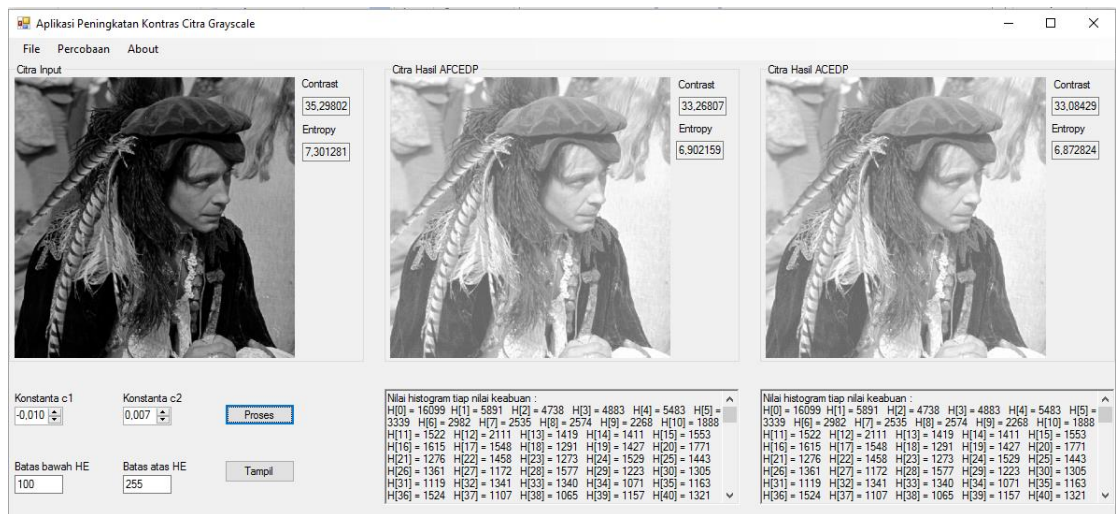 Aplikasi Peningkatan Kontras Citra Grayscale
File Percobaan About
Citra Input
Contrast
35,29802
Entropy
7,301281
Citra Hasil AFCEDP
Contrast
33,26807
Entropy
6,902159
Citra Hasil ACEDP
Contrast
33,08429
Entropy
6,872824
Konstanta c1
-0,010
Konstanta c2
0,007
Proses
Batas bawah HE
100
Batas atas HE
255
Tampil
Nilai histogram tiap nilai keabuan :
H[0] = 16099 H[1] = 5891 H[2] = 4738 H[3] = 4883 H[4] = 5483 H[5] =
3339 H[6] = 2982 H[7] = 2535 H[8] = 2574 H[9] = 2268 H[10] = 1888
H[11] = 1522 H[12] = 2111 H[13] = 1419 H[14] = 1411 H[15] = 1553
H[16] = 1615 H[17] = 1548 H[18] = 1291 H[19] = 1427 H[20] = 1771
H[21] = 1276 H[22] = 1458 H[23] = 1273 H[24] = 1529 H[25] = 1443
H[26] = 1361 H[27] = 1172 H[28] = 1577 H[29] = 1223 H[30] = 1305
H[31] = 1119 H[32] = 1341 H[33] = 1340 H[34] = 1071 H[35] = 1163
H[36] = 1524 H[37] = 1107 H[38] = 1065 H[39] = 1157 H[40] = 1321
Nilai histogram tiap nilai keabuan :
H[0] = 16099 H[1] = 5891 H[2] = 4738 H[3] = 4883 H[4] = 5483 H[5] =
3339 H[6] = 2982 H[7] = 2535 H[8] = 2574 H[9] = 2268 H[10] = 1888
H[11] = 1522 H[12] = 2111 H[13] = 1419 H[14] = 1411 H[15] = 1553
H[16] = 1615 H[17] = 1548 H[18] = 1291 H[19] = 1427 H[20] = 1771
H[21] = 1276 H[22] = 1458 H[23] = 1273 H[24] = 1529 H[25] = 1443
H[26] = 1361 H[27] = 1172 H[28] = 1577 H[29] = 1223 H[30] = 1305
H[31] = 1119 H[32] = 1341 H[33] = 1340 H[34] = 1071 H[35] = 1163
H[36] = 1524 H[37] = 1107 H[38] = 1065 H[39] = 1157 H[40] = 1321